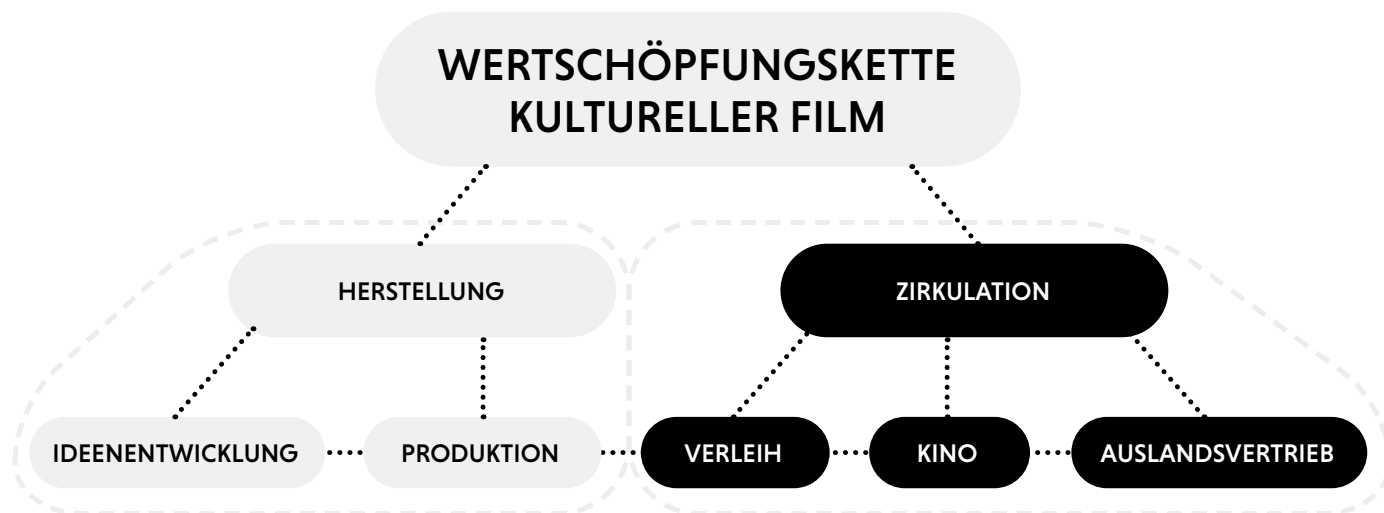 WERTSCHÖPFUNGSKETTE
KULTURELLER FILM
HERSTELLUNG
ZIRKULATION
IDEENENTWICKLUNG
PRODUKTION
VERLEIH
KINO
AUSLANDSVERTRIEB